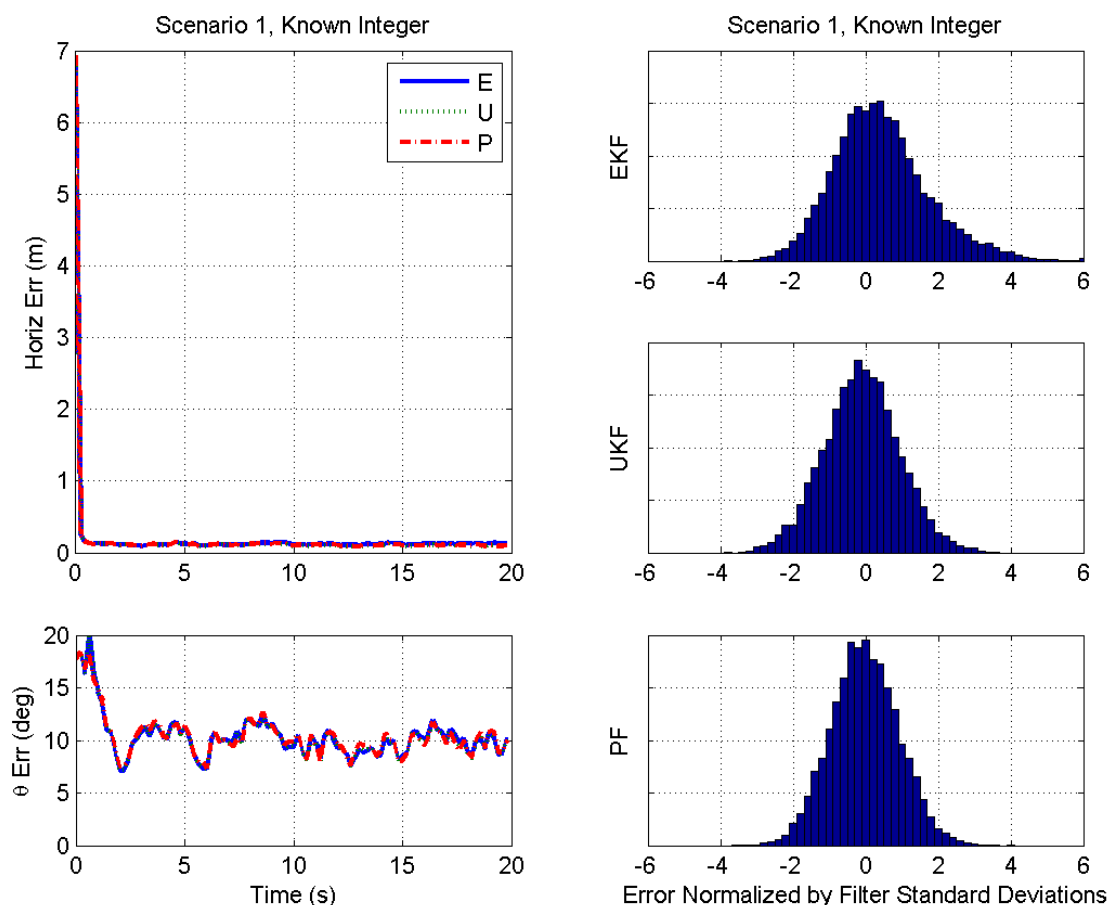 Scenario 1, Known Integer
7
6
5
4
3
2
1
0
Horiz Err (m)
E
U
P
0 5 10 15 20
20
15
10
5
0
θ Err (deg)
0 5 10 15 20
Time (s)
Scenario 1, Known Integer
EKF
-6 -4 -2 0 2 4 6
UKF
-6 -4 -2 0 2 4 6
PF
-6 -4 -2 0 2 4 6
Error Normalized by Filter Standard Deviations